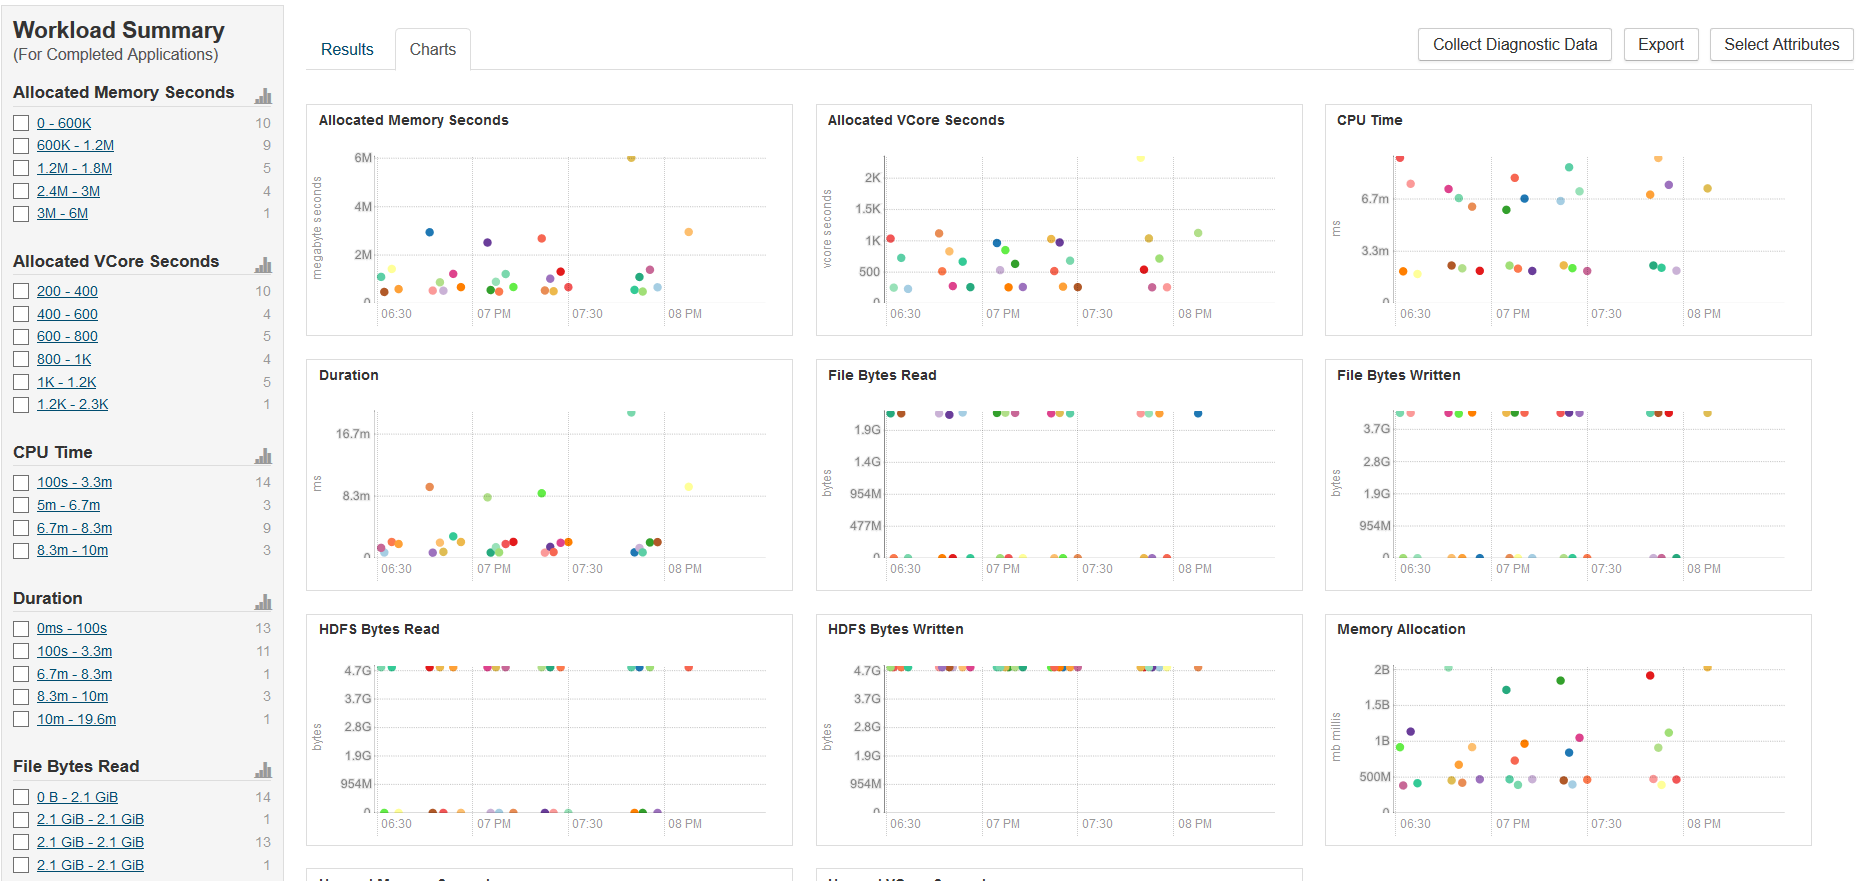 Workload Summary
(For Completed Applications)
Allocated Memory Seconds
0 - 600K 10
600K - 1.2M 9
1.2M - 1.8M 5
2.4M - 3M 4
3M - 6M 1
Allocated VCore Seconds
200 - 400 10
400 - 600 4
600 - 800 5
800 - 1K 4
1K - 1.2K 5
1.2K - 2.3K 1
CPU Time
100s - 3.3m 14
5m - 6.7m 3
6.7m - 8.3m 9
8.3m - 10m 3
Duration
0ms - 100s 13
100s - 3.3m 11
6.7m - 8.3m 1
8.3m - 10m 3
10m - 19.6m 1
File Bytes Read
0 B - 2.1 GiB 14
2.1 GiB - 2.1 GiB 1
2.1 GiB - 2.1 GiB 13
2.1 GiB - 2.1 GiB 1
Results Charts
Collect Diagnostic Data Export Select Attributes
Allocated Memory Seconds
megabyte seconds
6M
4M
2M
0
06:30 07 PM 07:30 08 PM
Allocated VCore Seconds
vcore seconds
2K
1.5K
1K
500
0
06:30 07 PM 07:30 08 PM
CPU Time
ms
6.7m
3.3m
0
06:30 07 PM 07:30 08 PM
Duration
ms
16.7m
8.3m
0
06:30 07 PM 07:30 08 PM
File Bytes Read
bytes
1.9G
1.4G
954M
477M
0
06:30 07 PM 07:30 08 PM
File Bytes Written
bytes
3.7G
2.8G
1.9G
954M
0
06:30 07 PM 07:30 08 PM
HDFS Bytes Read
bytes
4.7G
3.7G
2.8G
1.9G
954M
0
06:30 07 PM 07:30 08 PM
HDFS Bytes Written
bytes
4.7G
3.7G
2.8G
1.9G
954M
0
06:30 07 PM 07:30 08 PM
Memory Allocation
mb millis
2B
1.5B
1B
500M
0
06:30 07 PM 07:30 08 PM